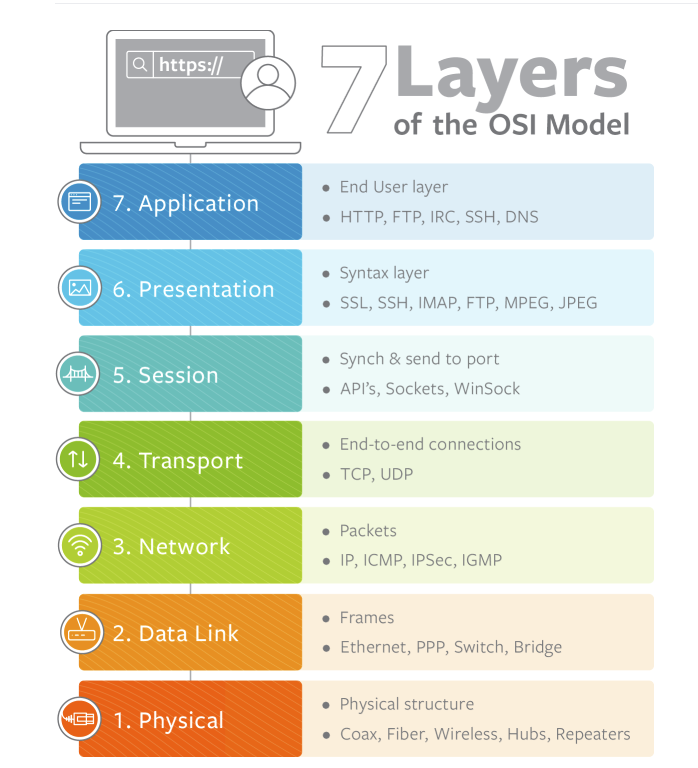 https://
7 Layers
of the OSI Model
7. Application
• End User layer
• HTTP, FTP, IRC, SSH, DNS
6. Presentation
• Syntax layer
• SSL, SSH, IMAP, FTP, MPEG, JPEG
5. Session
• Synch & send to port
• API's, Sockets, WinSock
4. Transport
• End-to-end connections
• TCP, UDP
3. Network
• Packets
• IP, ICMP, IPSec, IGMP
2. Data Link
• Frames
• Ethernet, PPP, Switch, Bridge
1. Physical
• Physical structure
• Coax, Fiber, Wireless, Hubs, Repeaters